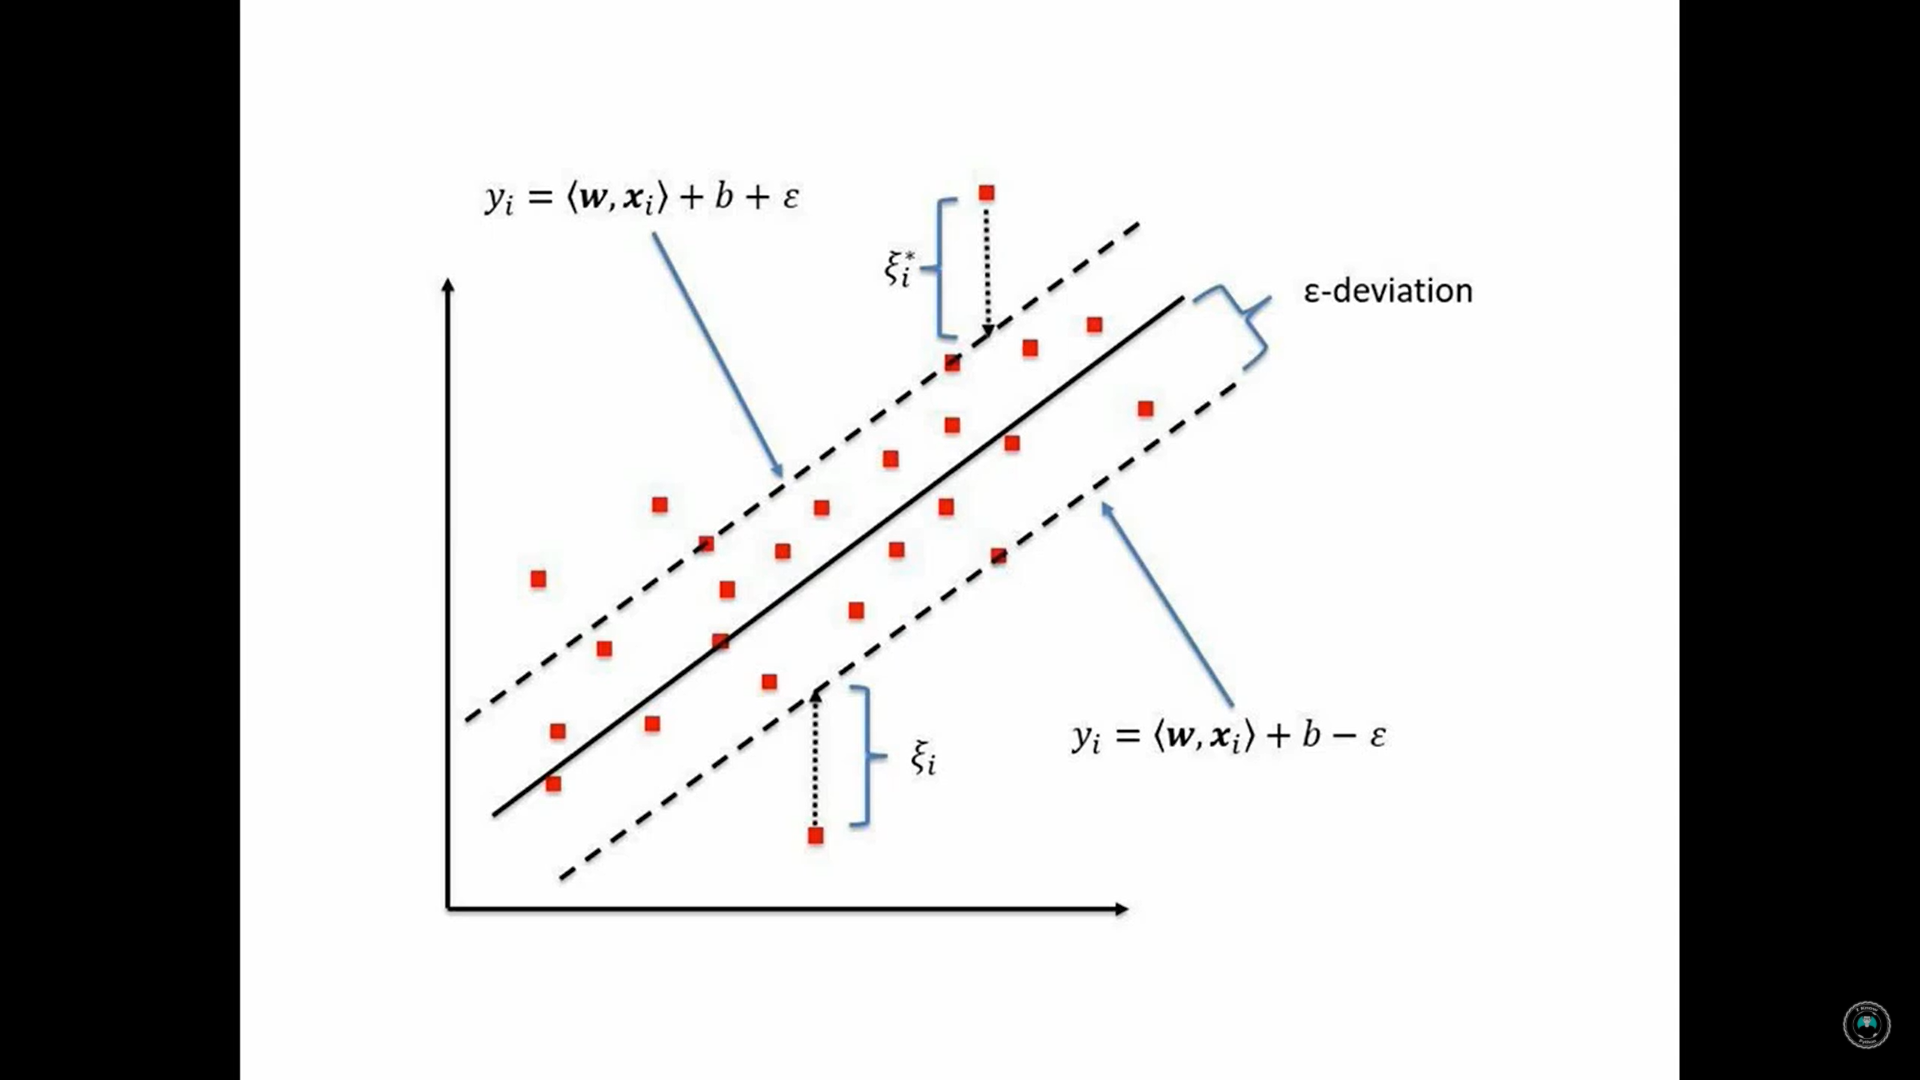 yᵢ = ⟨w, xᵢ⟩ + b + ε
ξᵢ*
ε-deviation
yᵢ = ⟨w, xᵢ⟩ + b − ε
ξᵢ